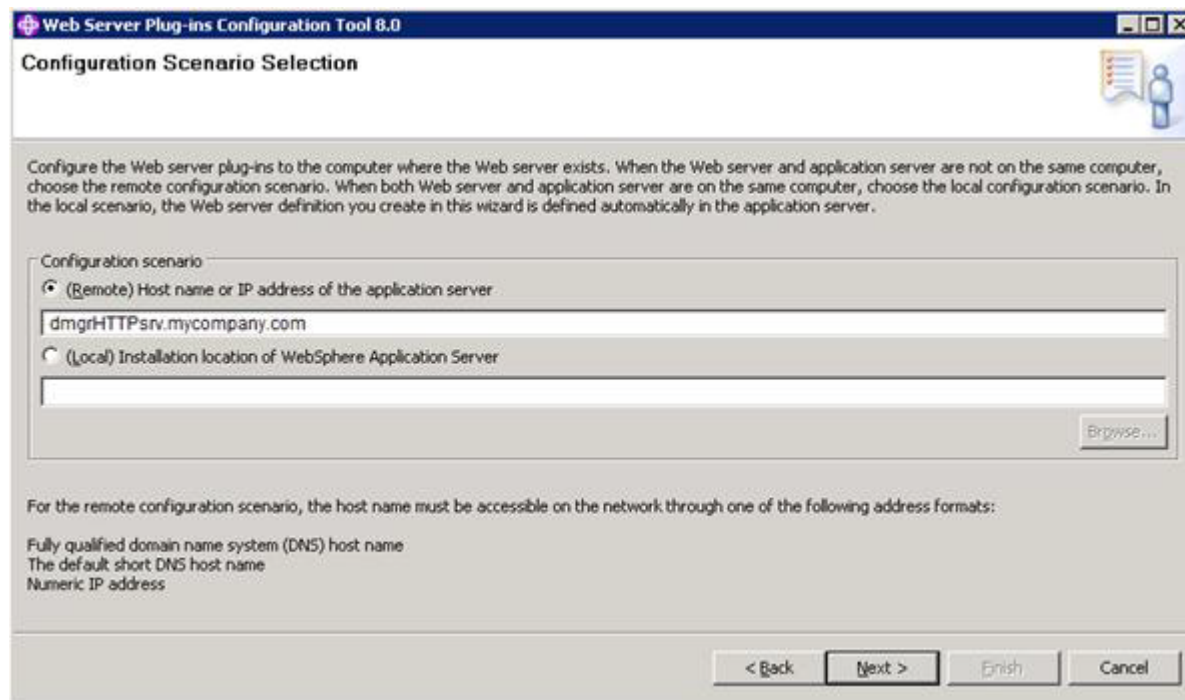 Web Server Plug-ins Configuration Tool 8.0
Configuration Scenario Selection
Configure the Web server plug-ins to the computer where the Web server exists. When the Web server and application server are not on the same computer,
choose the remote configuration scenario. When both Web server and application server are on the same computer, choose the local configuration scenario. In
the local scenario, the Web server definition you create in this wizard is defined automatically in the application server.
Configuration scenario
(Remote) Host name or IP address of the application server
dmgrHTTPsrv.mycompany.com
(Local) Installation location of WebSphere Application Server
Browse...
For the remote configuration scenario, the host name must be accessible on the network through one of the following address formats:
Fully qualified domain name system (DNS) host name
The default short DNS host name
Numeric IP address
< Back
Next >
Finish
Cancel